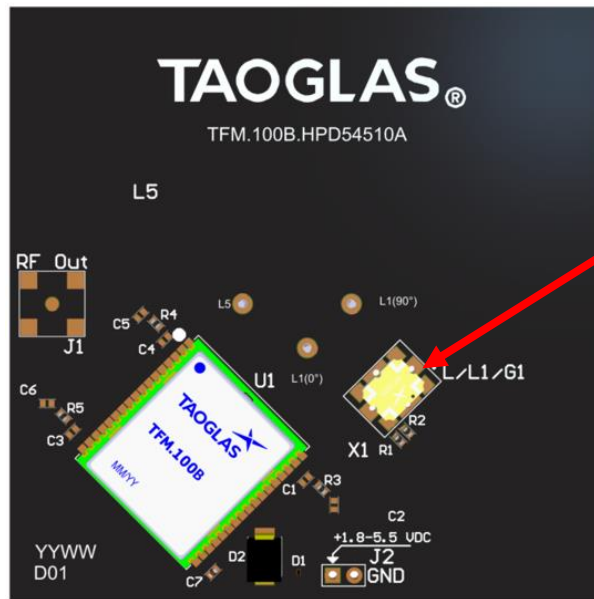 TAOGLAS®
TFM.100B.HPD54510A
L5
RF Out
J1
C5
R4
C4
L5
L1(90°)
L1(0°)
U1
L/L1/G1
X1
R2
R1
C6
R5
C3
TAOGLAS
TFM.100B
MM/YY
C1
R3
C2
+1.8-5.5 VDC
J2
GND
D2
D1
C7
YYWW
D01